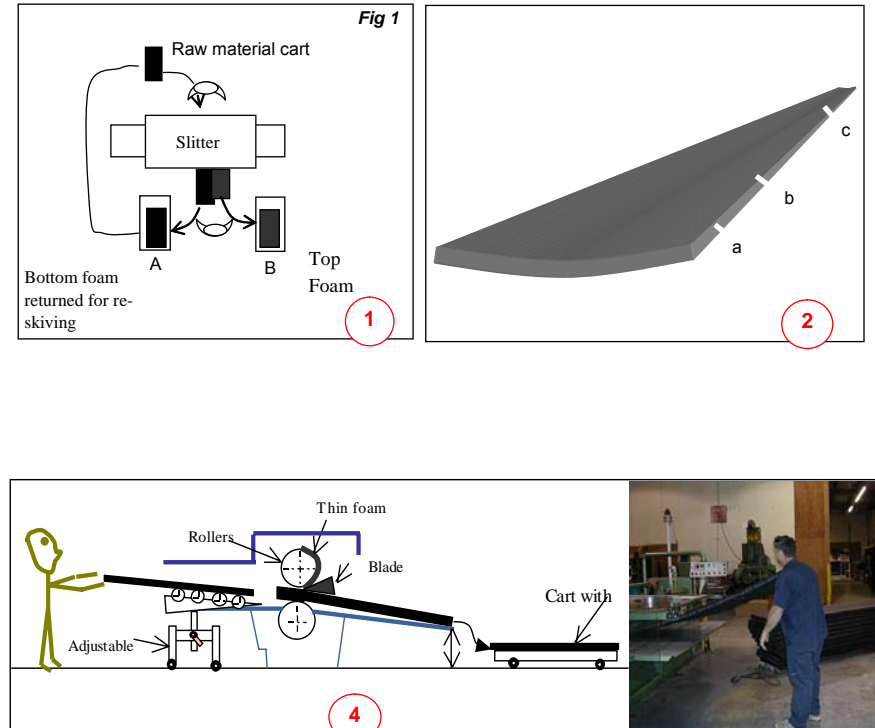 Fig 1
Raw material cart
Slitter
A
B
Top
Foam
Bottom foam
returned for re-
skiving
1
a
b
c
2
Thin foam
Rollers
Blade
Cart with
Adjustable
4